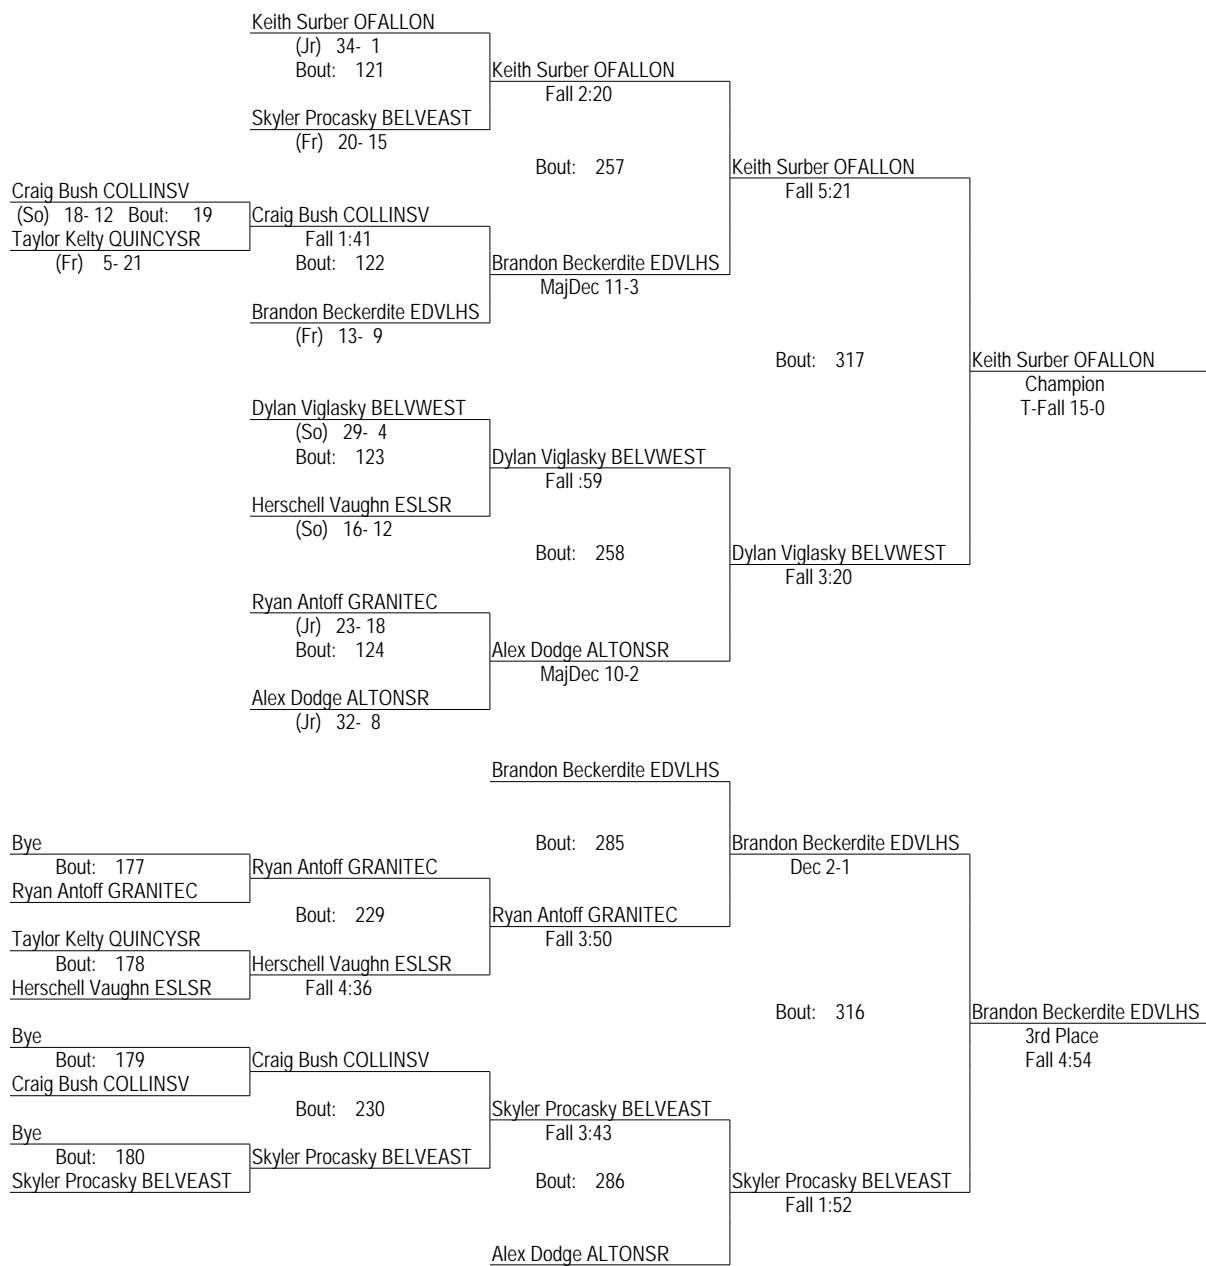 Keith Surber OFALLON
(Jr) 34- 1
Bout: 121
Keith Surber OFALLON
Fall 2:20
Skyler Procasky BELVEAST
(Fr) 20- 15
Bout: 257
Keith Surber OFALLON
Fall 5:21
Craig Bush COLLINSV
(So) 18- 12 Bout: 19
Taylor Kelty QUINCYSR
(Fr) 5- 21
Craig Bush COLLINSV
Fall 1:41
Bout: 122
Brandon Beckerdite EDVLHS
MajDec 11-3
Brandon Beckerdite EDVLHS
(Fr) 13- 9
Bout: 317
Keith Surber OFALLON
Champion
T-Fall 15-0
Dylan Viglasky BELVWEST
(So) 29- 4
Bout: 123
Dylan Viglasky BELVWEST
Fall :59
Herschell Vaughn ESLSR
(So) 16- 12
Bout: 258
Dylan Viglasky BELVWEST
Fall 3:20
Ryan Antoff GRANITEC
(Jr) 23- 18
Bout: 124
Alex Dodge ALTONSR
MajDec 10-2
Alex Dodge ALTONSR
(Jr) 32- 8
Brandon Beckerdite EDVLHS
Bout: 285
Brandon Beckerdite EDVLHS
Dec 2-1
Bye
Bout: 177
Ryan Antoff GRANITEC
Ryan Antoff GRANITEC
Bout: 229
Ryan Antoff GRANITEC
Fall 3:50
Taylor Kelty QUINCYSR
Bout: 178
Herschell Vaughn ESLSR
Herschell Vaughn ESLSR
Fall 4:36
Bout: 316
Brandon Beckerdite EDVLHS
3rd Place
Fall 4:54
Bye
Bout: 179
Craig Bush COLLINSV
Craig Bush COLLINSV
Bout: 230
Skyler Procasky BELVEAST
Fall 3:43
Bye
Bout: 180
Skyler Procasky BELVEAST
Skyler Procasky BELVEAST
Bout: 286
Skyler Procasky BELVEAST
Fall 1:52
Alex Dodge ALTONSR